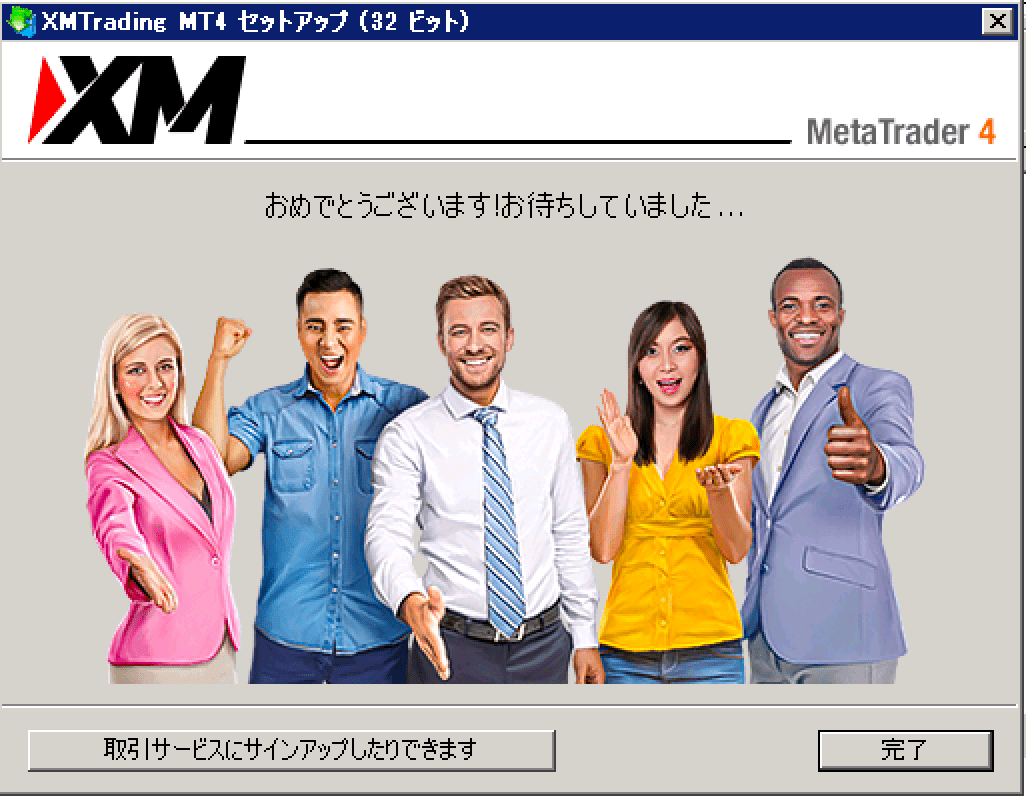 XMTrading MT4 セットアップ (32 ビット)
XM
MetaTrader 4
おめでとうございます!お待ちしていました...
取引サービスにサインアップしたりできます
完了